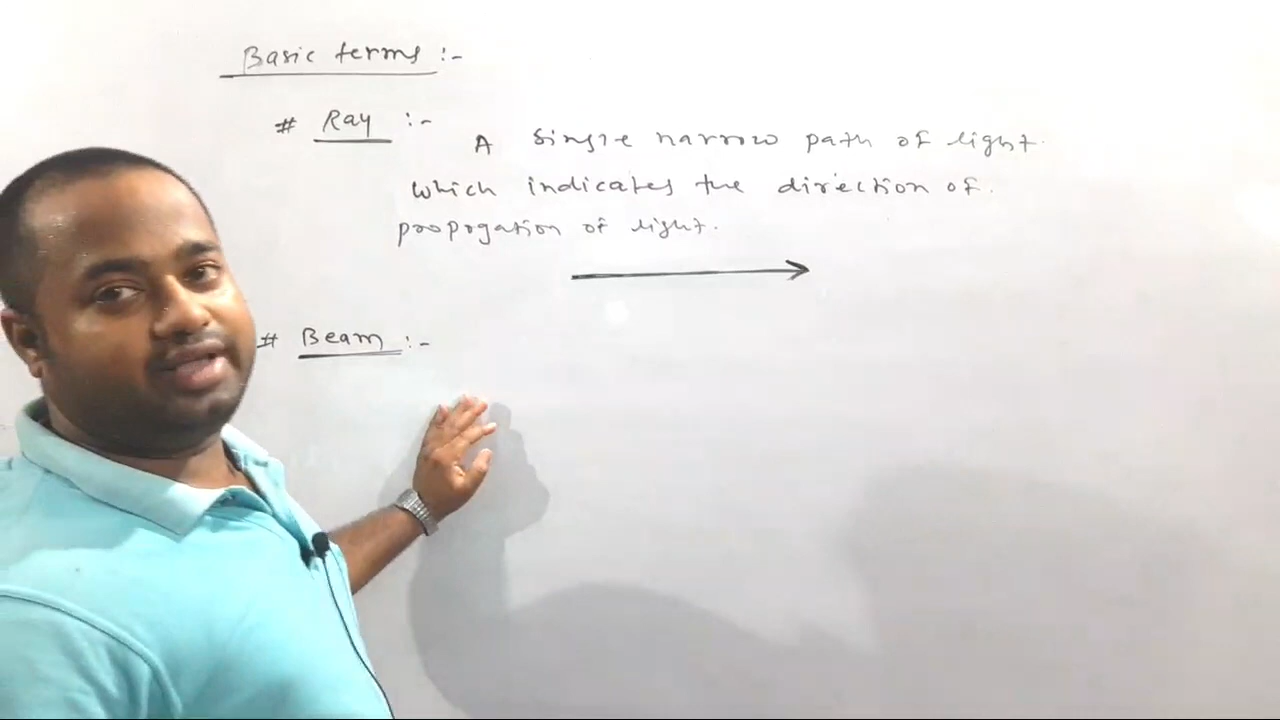 Basic terms :-
# Ray :-
A single narrow path of light.
which indicates the direction of.
propogation of light.
# Beam :-